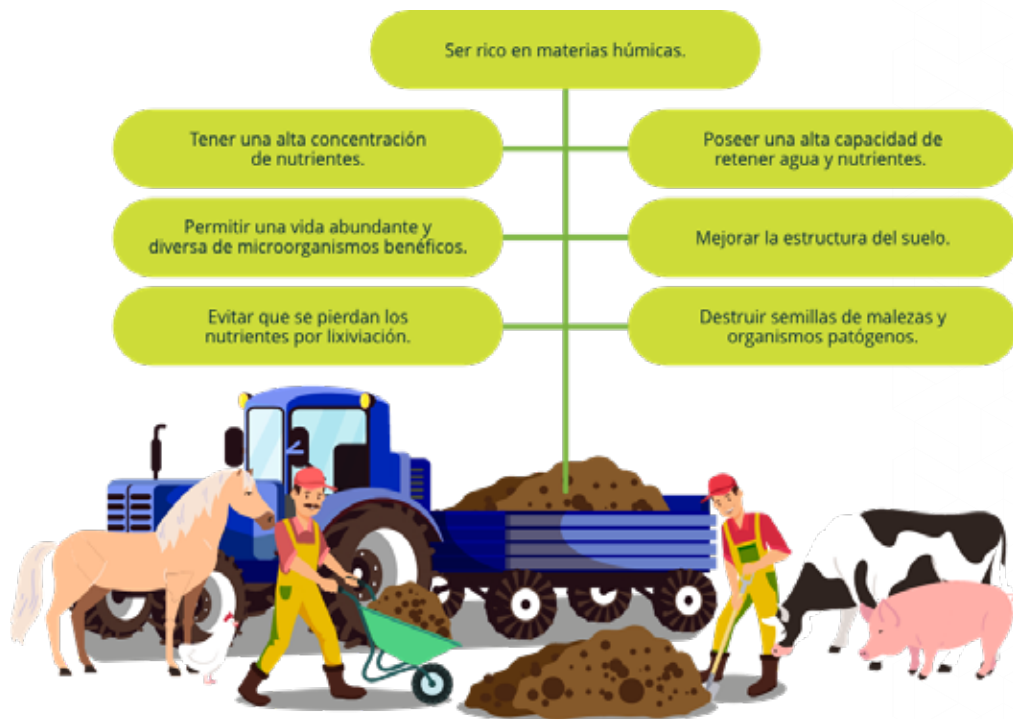 Ser rico en materias húmicas.
Tener una alta concentración
de nutrientes.
Poseer una alta capacidad de
retener agua y nutrientes.
Permitir una vida abundante y
diversa de microorganismos benéficos.
Mejorar la estructura del suelo.
Evitar que se pierdan los
nutrientes por lixiviación.
Destruir semillas de malezas y
organismos patógenos.